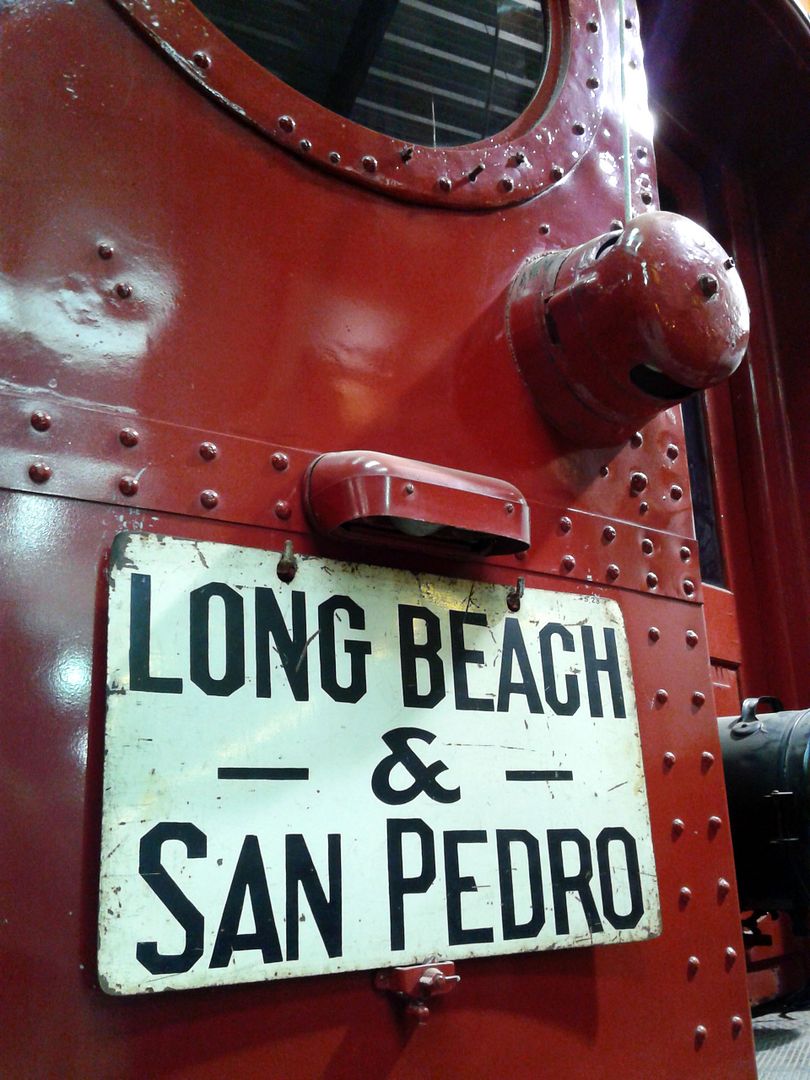 LONG BEACH
— & —
SAN PEDRO